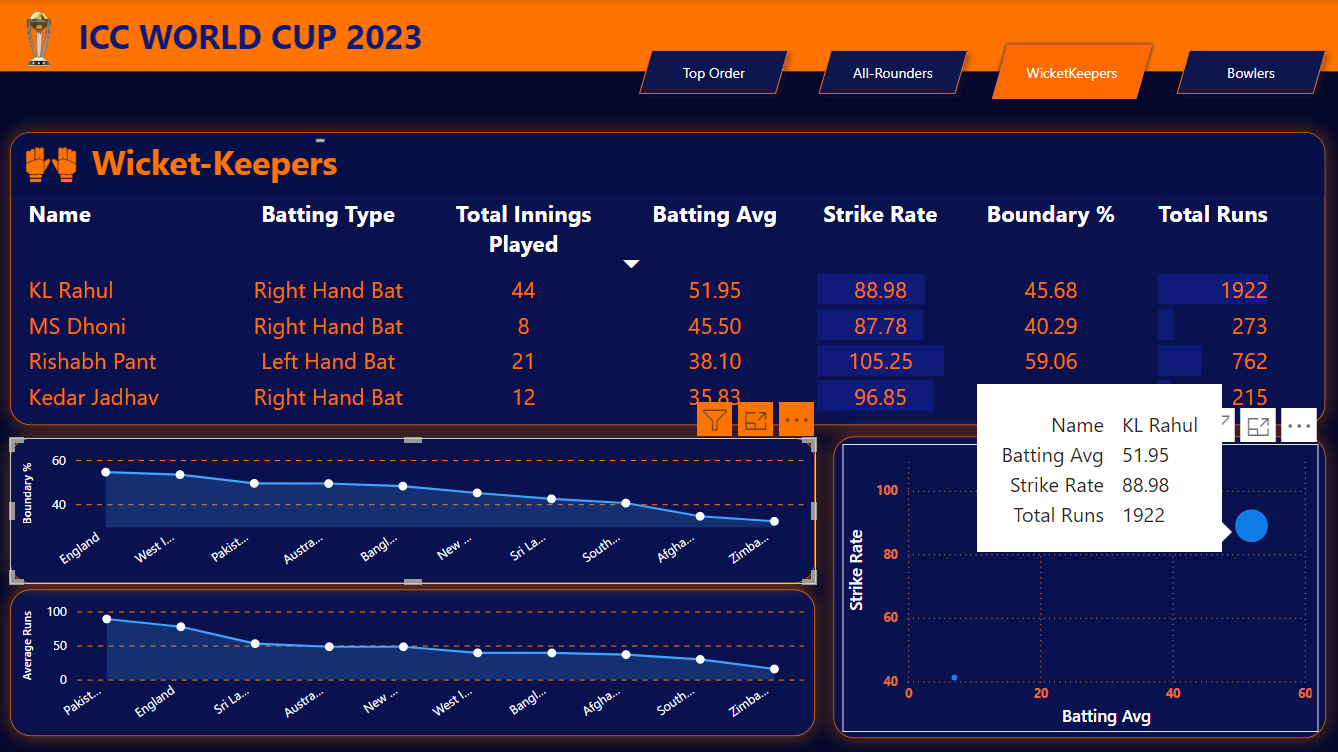 ICC WORLD CUP 2023
Top Order All-Rounders WicketKeepers Bowlers
Wicket-Keepers
Name Batting Type Total Innings Played Batting Avg Strike Rate Boundary % Total Runs
KL Rahul Right Hand Bat 44 51.95 88.98 45.68 1922
MS Dhoni Right Hand Bat 8 45.50 87.78 40.29 273
Rishabh Pant Left Hand Bat 21 38.10 105.25 59.06 762
Kedar Jadhav Right Hand Bat 12 35.83 96.85 215
Boundary %
60
40
England West I... Pakist... Austra... Bangl... New ... Sri La... South... Afgha... Zimba...
Average Runs
100
50
0
Pakist... England Sri La... Austra... New ... West I... Bangl... Afgha... South... Zimba...
Name KL Rahul
Batting Avg 51.95
Strike Rate 88.98
Total Runs 1922
Strike Rate
100
80
60
40
0 20 40 60
Batting Avg